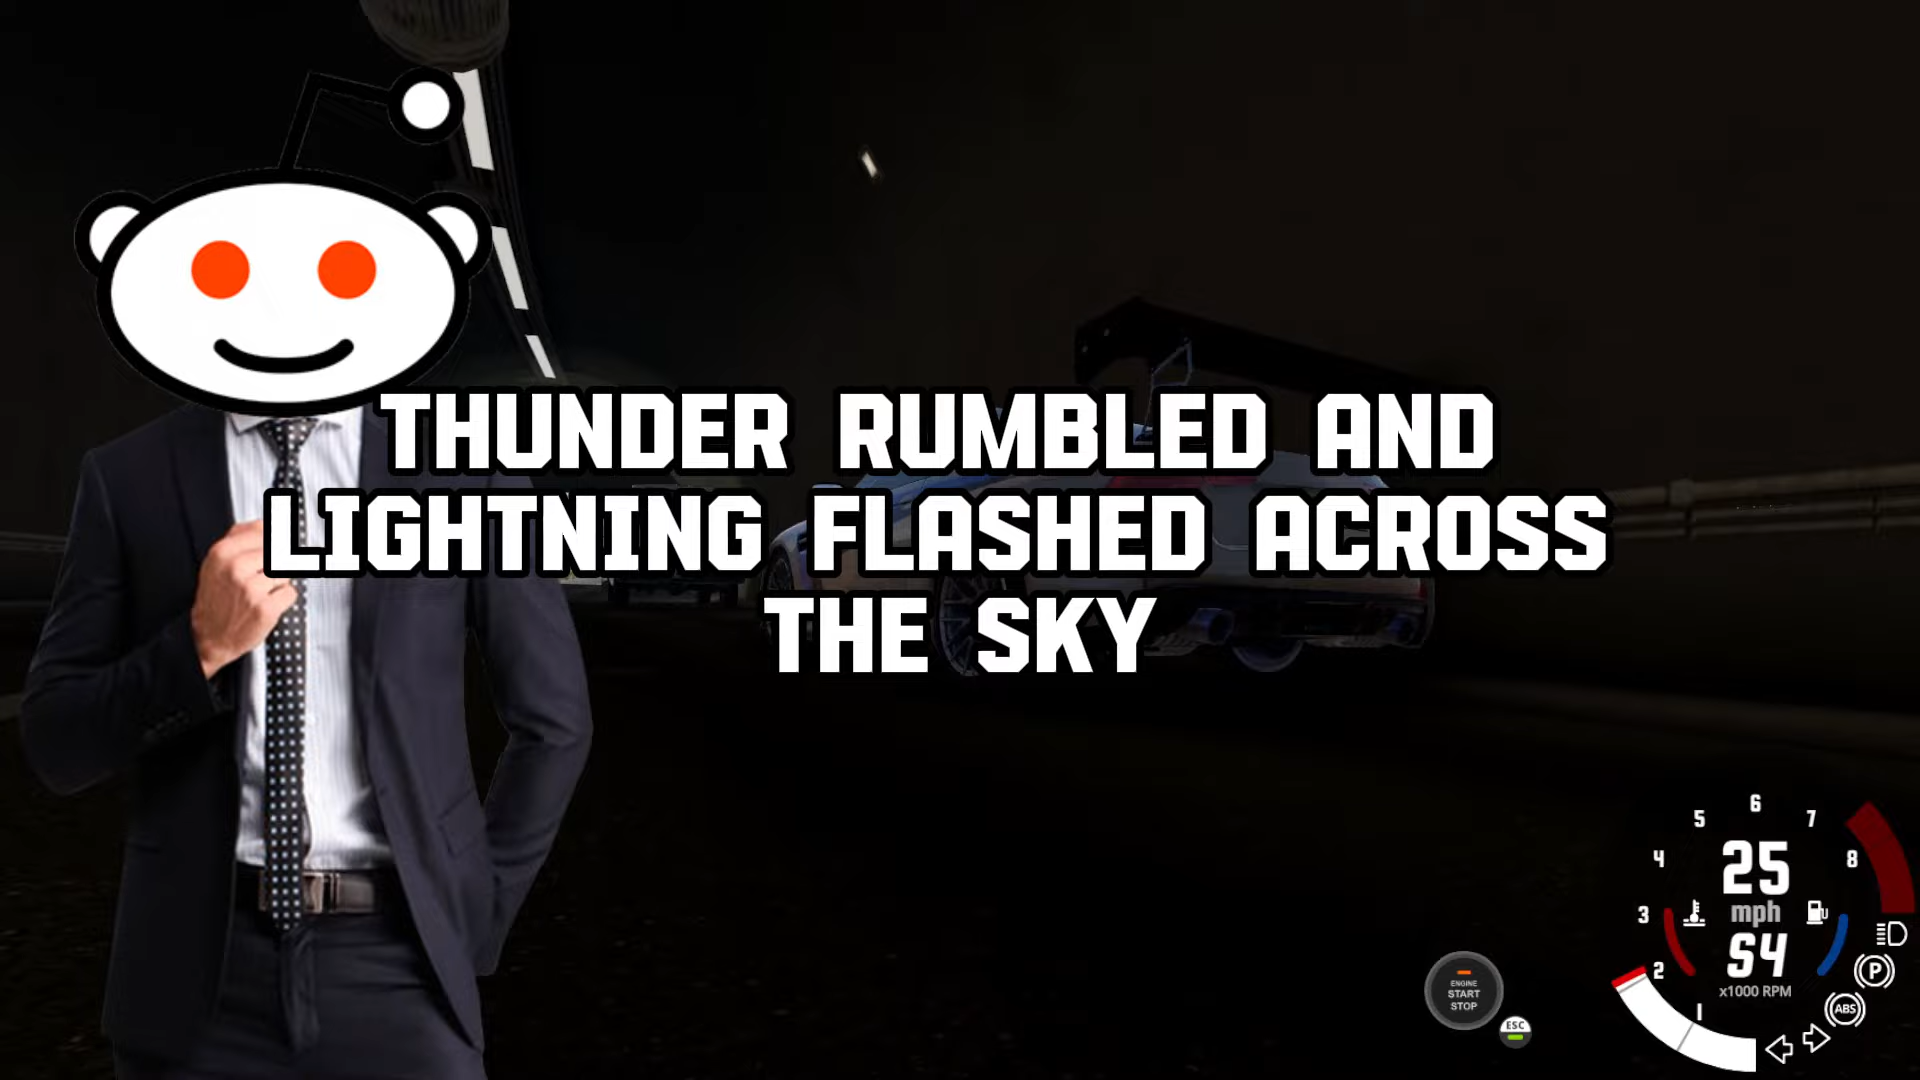 THUNDER RUMBLED AND
LIGHTNING FLASHED ACROSS
THE SKY
6
5 7
4 8
25
3 mph
S4
2
x1000 RPM
1
ENGINE
START
STOP
ESC
P
ABS